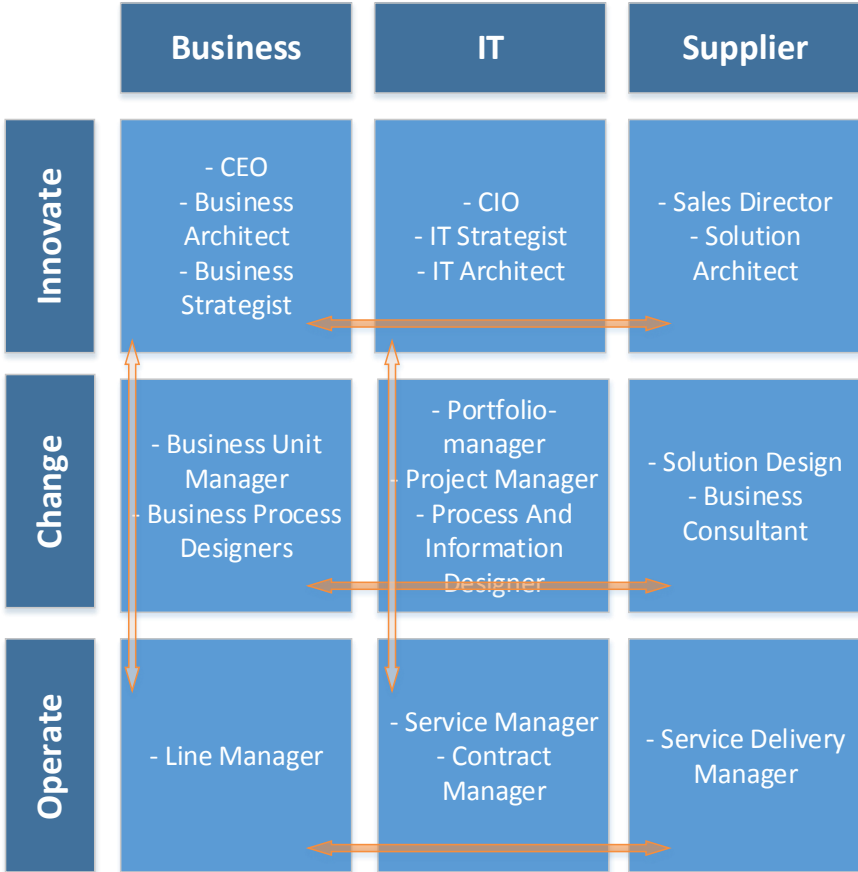 Business
IT
Supplier
Innovate
- CEO
- Business
Architect
- Business
Strategist
- CIO
- IT Strategist
- IT Architect
- Sales Director
- Solution
Architect
Change
- Business Unit
Manager
- Business Process
Designers
- Portfolio-
manager
- Project Manager
- Process And
Information
Designer
- Solution Design
- Business
Consultant
Operate
- Line Manager
- Service Manager
- Contract
Manager
- Service Delivery
Manager